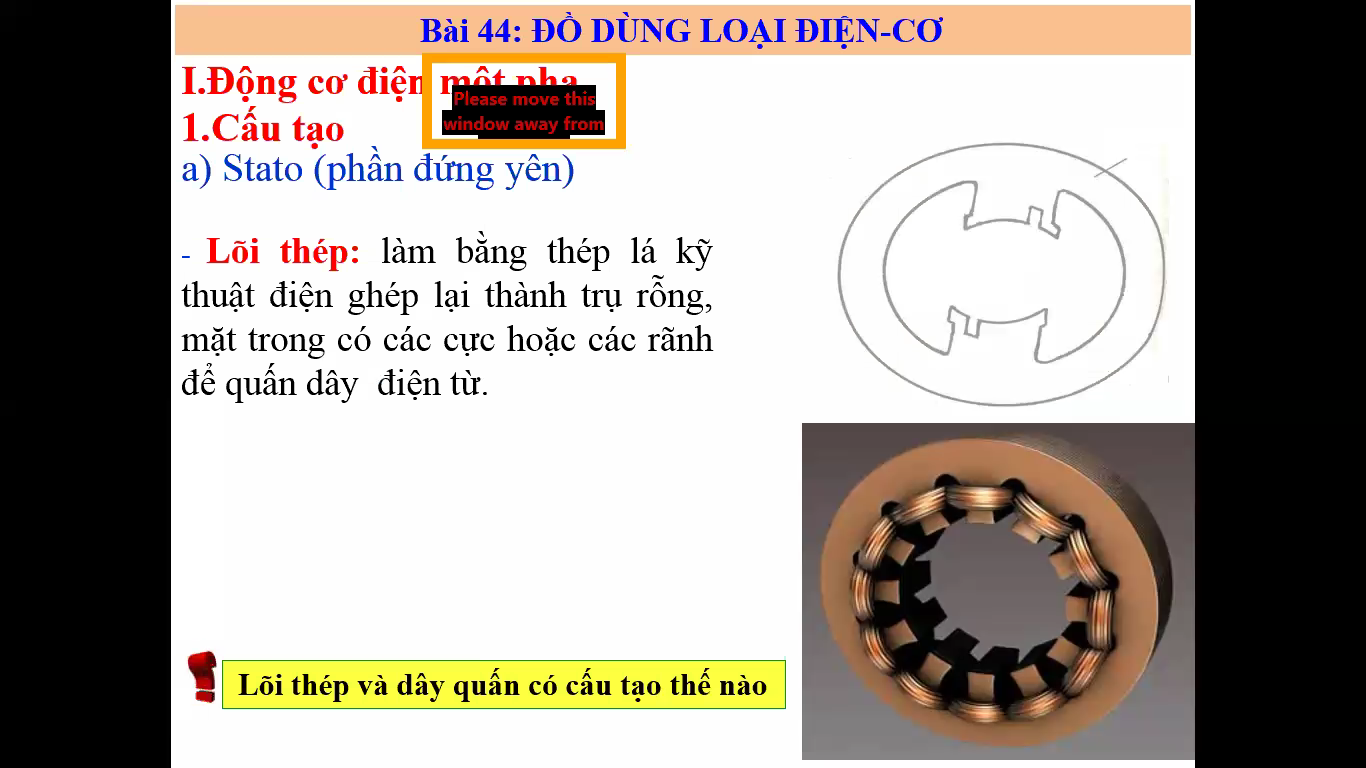 Bài 44: ĐỒ DÙNG LOẠI ĐIỆN-CƠ
I.Động cơ điện một pha
Please move this
window away from
1.Cấu tạo
a) Stato (phần đứng yên)
- Lõi thép: làm bằng thép lá kỹ
thuật điện ghép lại thành trụ rỗng,
mặt trong có các cực hoặc các rãnh
để quấn dây điện từ.
Lõi thép và dây quấn có cấu tạo thế nào